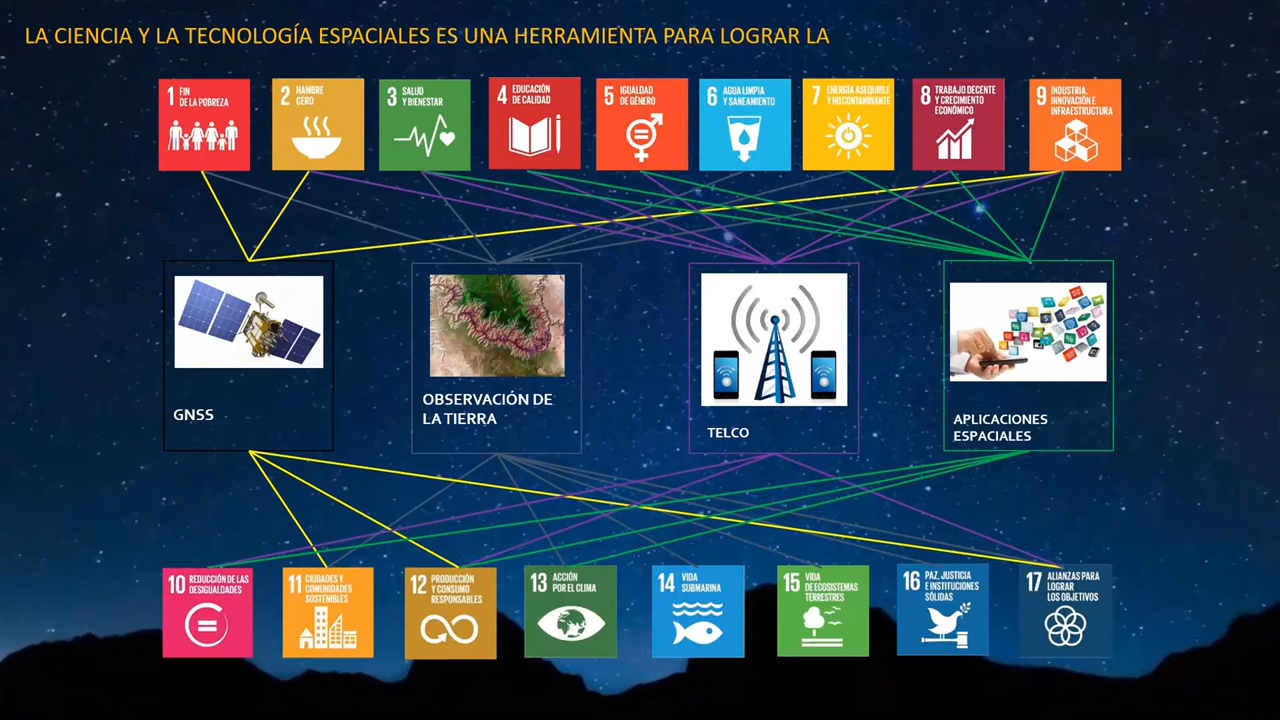 LA CIENCIA Y LA TECNOLOGÍA ESPACIALES ES UNA HERRAMIENTA PARA LOGRAR LA
1 FIN
DE LA POBREZA
2 HAMBRE
CERO
3 SALUD
Y BIENESTAR
4 EDUCACIÓN
DE CALIDAD
5 IGUALDAD
DE GÉNERO
6 AGUA LIMPIA
Y SANEAMIENTO
7 ENERGÍA ASEQUIBLE
Y NO CONTAMINANTE
8 TRABAJO DECENTE
Y CRECIMIENTO
ECONÓMICO
9 INDUSTRIA,
INNOVACIÓN E
INFRAESTRUCTURA
GNSS
OBSERVACIÓN DE
LA TIERRA
TELCO
APLICACIONES
ESPACIALES
10 REDUCCIÓN DE LAS
DESIGUALDADES
11 CIUDADES Y
COMUNIDADES
SOSTENIBLES
12 PRODUCCIÓN
Y CONSUMO
RESPONSABLES
13 ACCIÓN
POR EL CLIMA
14 VIDA
SUBMARINA
15 VIDA
DE ECOSISTEMAS
TERRESTRES
16 PAZ, JUSTICIA
E INSTITUCIONES
SÓLIDAS
17 ALIANZAS PARA
LOGRAR
LOS OBJETIVOS